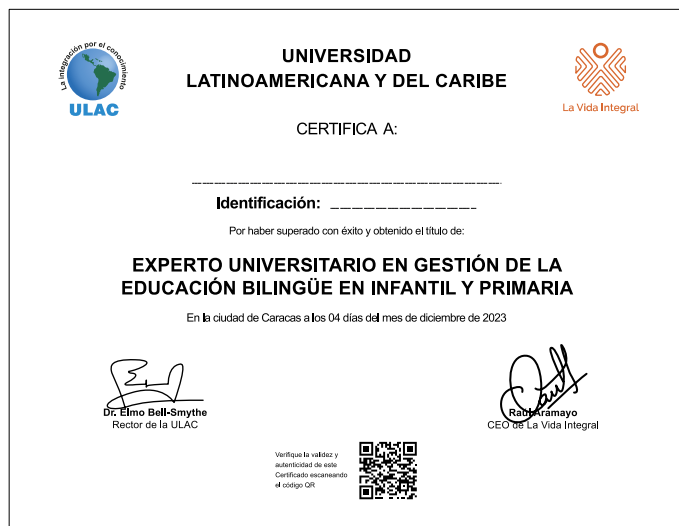 La integración por el conocimiento
ULAC
UNIVERSIDAD
LATINOAMERICANA Y DEL CARIBE
La Vida Integral
CERTIFICA A:
Identificación: ________________
Por haber superado con éxito y obtenido el título de:
EXPERTO UNIVERSITARIO EN GESTIÓN DE LA
EDUCACIÓN BILINGÜE EN INFANTIL Y PRIMARIA
En la ciudad de Caracas a los 04 días del mes de diciembre de 2023
Dr. Elmo Bell-Smythe
Rector de la ULAC
Raúl Aramayo
CEO de La Vida Integral
Verifique la validez y
autenticidad de este
Certificado escaneando
el código QR